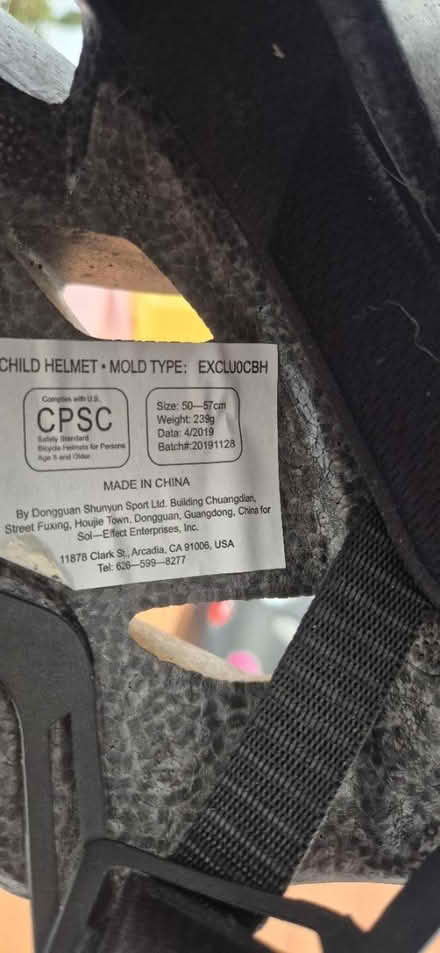 CHILD HELMET • MOLD TYPE: EXCLU0CBH
Complies with U.S.
CPSC
Safety Standard
Bicycle Helmets for Persons
Age 8 and Older
Size: 50—57cm
Weight: 239g
Data: 4/2019
Batch#:20191128
MADE IN CHINA
By Dongguan Shunyun Sport Ltd. Building Chuangdian,
Street Fuxing, Houjie Town, Dongguan, Guangdong, China for
Sol—Effect Enterprises, Inc.
11878 Clark St., Arcadia, CA 91006, USA
Tel: 626—599—8277